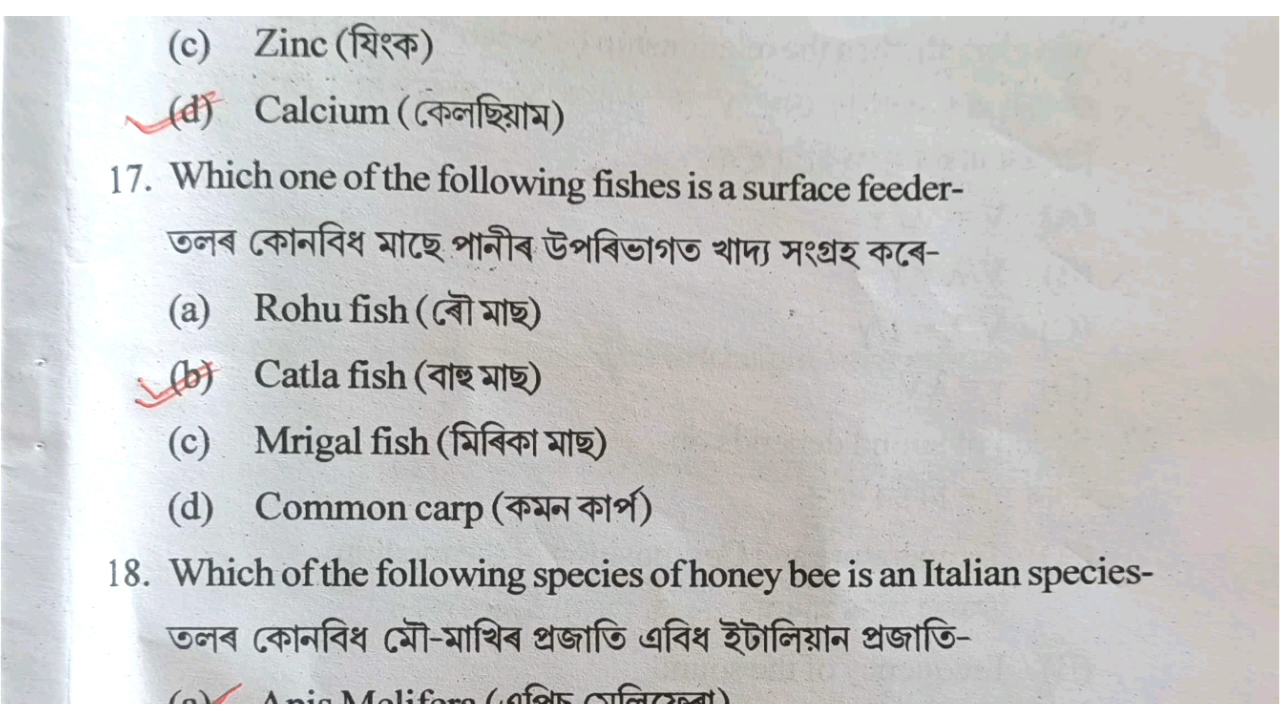 (c) Zinc (যিংক)
(d) Calcium (কেলছিয়াম)
17. Which one of the following fishes is a surface feeder-
তলৰ কোনবিধ মাছে পানীৰ উপৰিভাগত খাদ্য সংগ্ৰহ কৰে-
(a) Rohu fish (ৰৌ মাছ)
(b) Catla fish (বাহু মাছ)
(c) Mrigal fish (মিৰিকা মাছ)
(d) Common carp (কমন কাৰ্প)
18. Which of the following species of honey bee is an Italian species-
তলৰ কোনবিধ মৌ-মাখিৰ প্ৰজাতি এবিধ ইটালিয়ান প্ৰজাতি-
(a) Apis Melifera